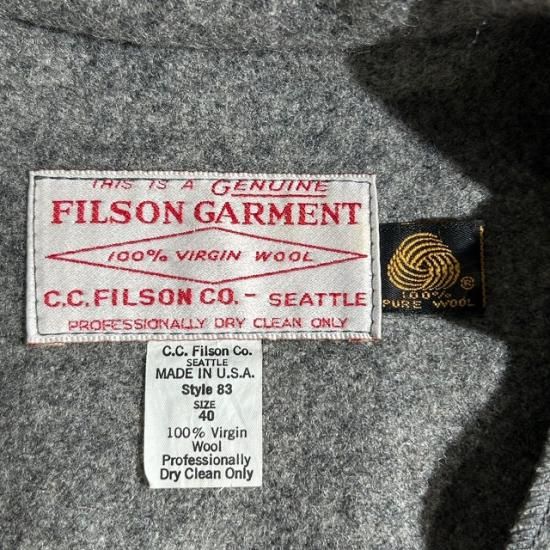 THIS IS A GENUINE
FILSON GARMENT
100% VIRGIN WOOL
C.C. FILSON CO. - SEATTLE
PROFESSIONALLY DRY CLEAN ONLY
®
100%
PURE WOOL
C.C. Filson Co.
SEATTLE
MADE IN U.S.A.
Style 83
SIZE
40
100% Virgin
Wool
Professionally
Dry Clean Only